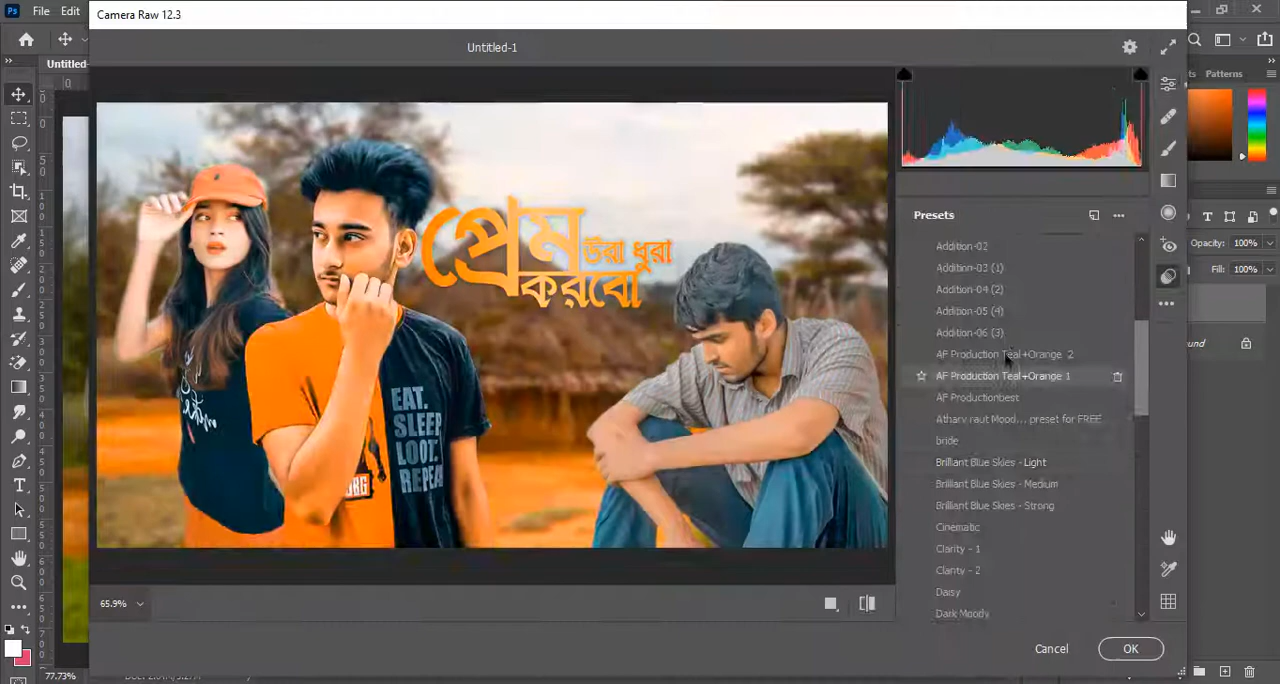 Ps File Edit
Camera Raw 12.3
Untitled-1
Untitled-
Patterns
Presets
Addition-02
Addition-03 (1)
Addition-04 (2)
Addition-05 (4)
Addition-06 (3)
AF Production Teal+Orange 2
AF Production Teal+Orange 1
AF Productionbest
Atharv raut Mood... preset for FREE
bride
Brilliant Blue Skies - Light
Brilliant Blue Skies - Medium
Brilliant Blue Skies - Strong
Cinematic
Clarity - 1
Clarity - 2
Daisy
Dark Moody
Opacity: 100%
Fill: 100%
প্রেম
উরা ধুরা
করবো
EAT.
SLEEP
LOOT.
REPEAT
65.9%
Cancel OK
77.73%